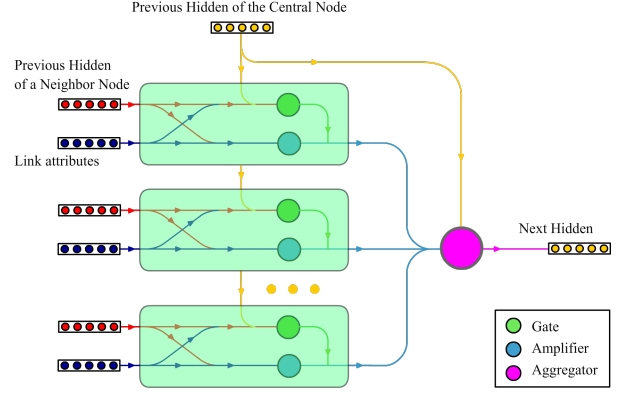 Previous Hidden of the Central Node
Previous Hidden
of a Neighbor Node
Link attributes
Next Hidden
Gate
Amplifier
Aggregator